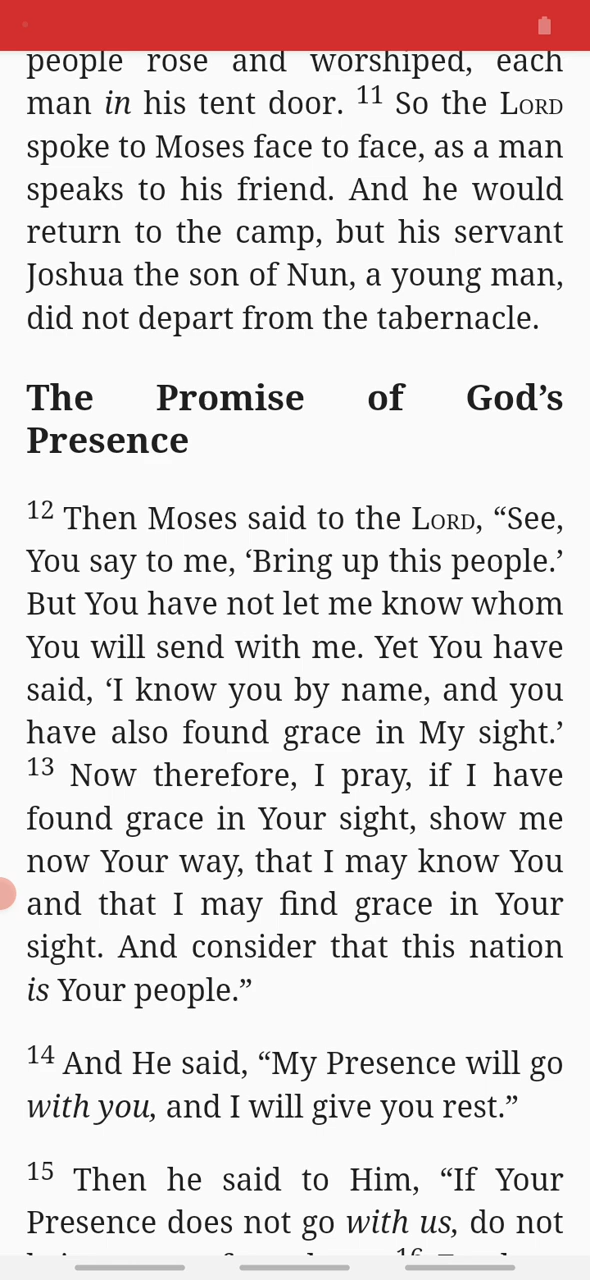 people rose and worshiped, each
man in his tent door. 11 So the LORD
spoke to Moses face to face, as a man
speaks to his friend. And he would
return to the camp, but his servant
Joshua the son of Nun, a young man,
did not depart from the tabernacle.
The Promise of God’s
Presence
12 Then Moses said to the LORD, “See,
You say to me, ‘Bring up this people.’
But You have not let me know whom
You will send with me. Yet You have
said, ‘I know you by name, and you
have also found grace in My sight.’
13 Now therefore, I pray, if I have
found grace in Your sight, show me
now Your way, that I may know You
and that I may find grace in Your
sight. And consider that this nation
is Your people.”
14 And He said, “My Presence will go
with you, and I will give you rest.”
15 Then he said to Him, “If Your
Presence does not go with us, do not
16